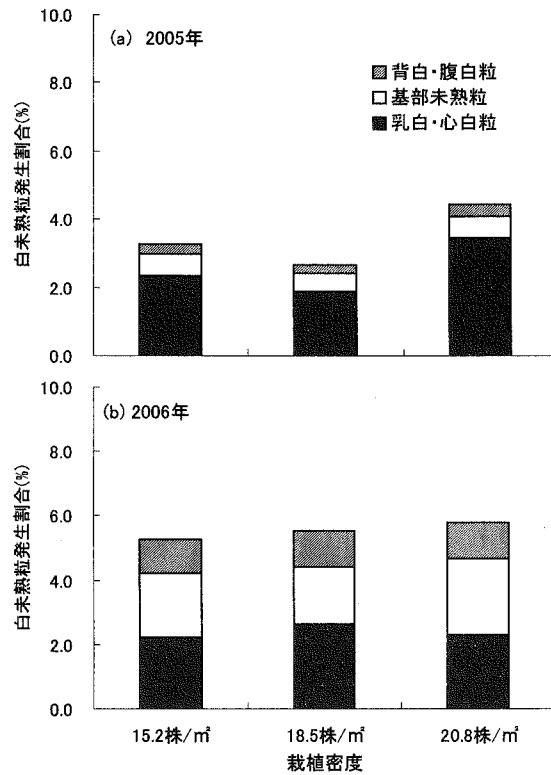 (a) 2005年
10.0
8.0
6.0
4.0
2.0
0.0
白未熟粒発生割合(%)
背白・腹白粒
基部未熟粒
乳白・心白粒
(b) 2006年
10.0
8.0
6.0
4.0
2.0
0.0
白未熟粒発生割合(%)
15.2株/㎡ 18.5株/㎡ 20.8株/㎡
栽植密度